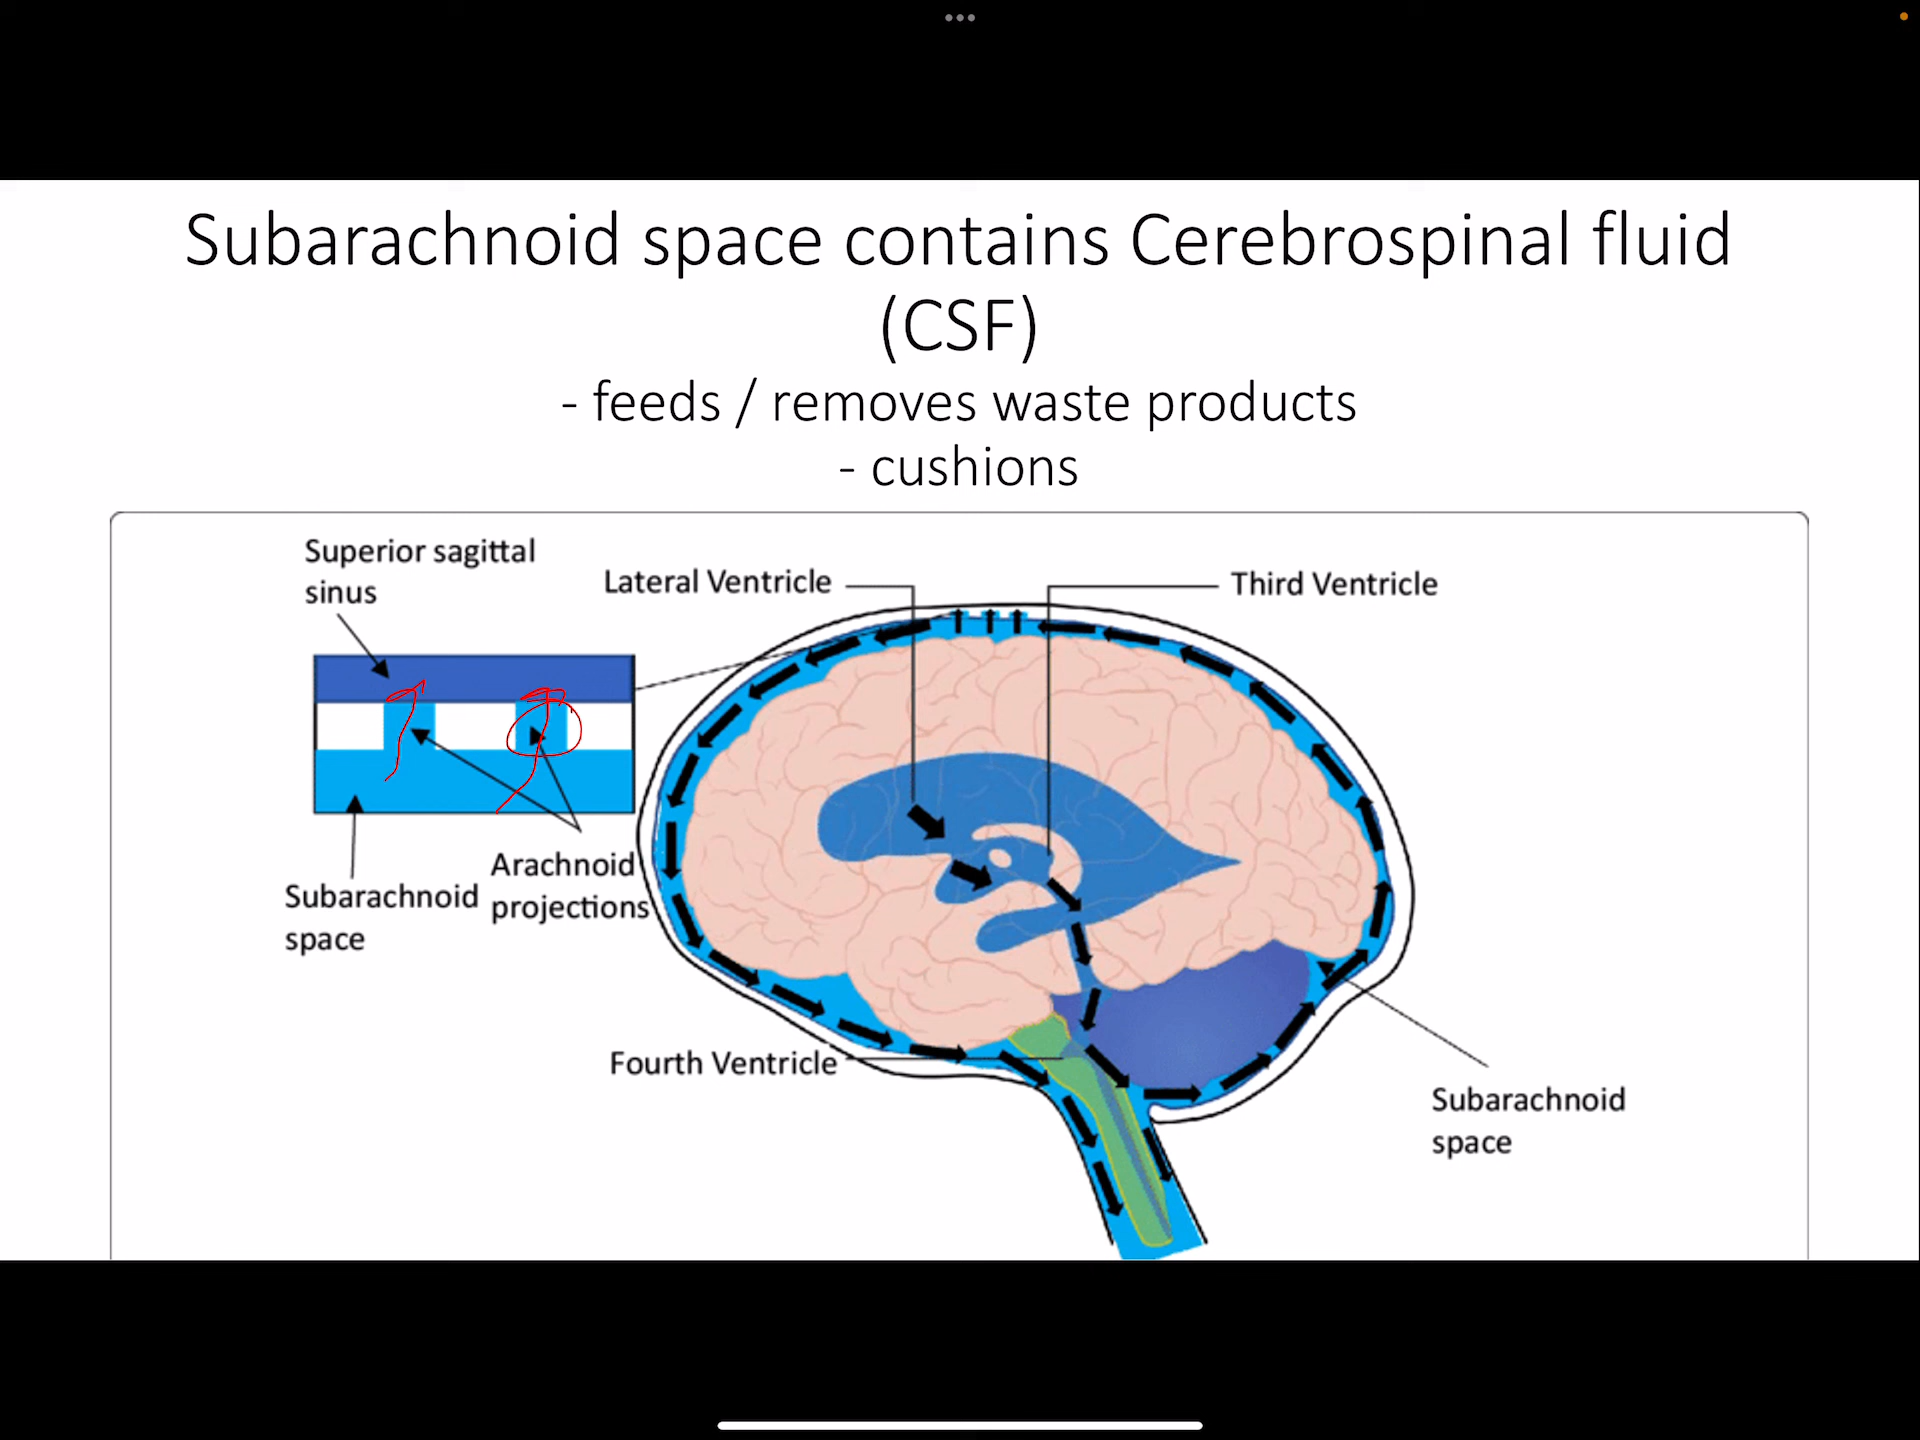 Subarachnoid space contains Cerebrospinal fluid
(CSF)
- feeds / removes waste products
- cushions
Superior sagittal
sinus
Lateral Ventricle
Third Ventricle
Arachnoid
projections
Subarachnoid
space
Fourth Ventricle
Subarachnoid
space